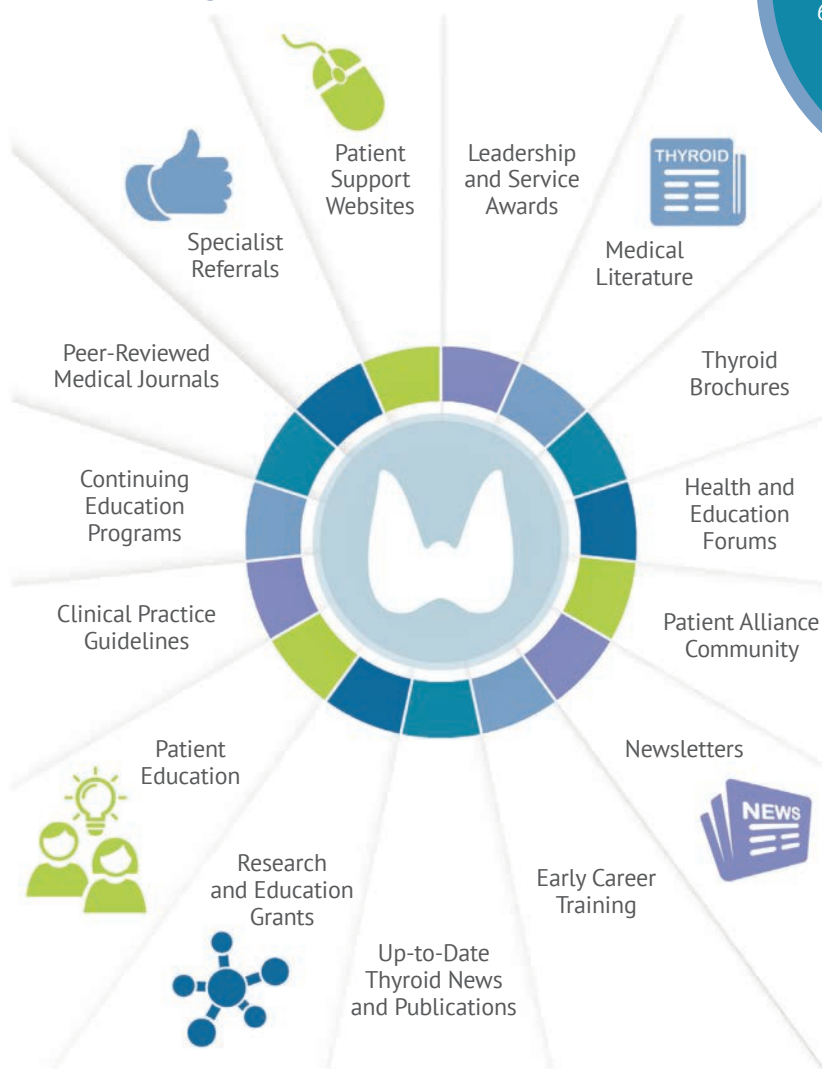 Patient
Support
Websites
Leadership
and Service
Awards
THYROID
Medical
Literature
Specialist
Referrals
Peer-Reviewed
Medical Journals
Thyroid
Brochures
Continuing
Education
Programs
Health and
Education
Forums
Clinical Practice
Guidelines
Patient Alliance
Community
Patient
Education
Newsletters
NEWS
Research
and Education
Grants
Early Career
Training
Up-to-Date
Thyroid News
and Publications